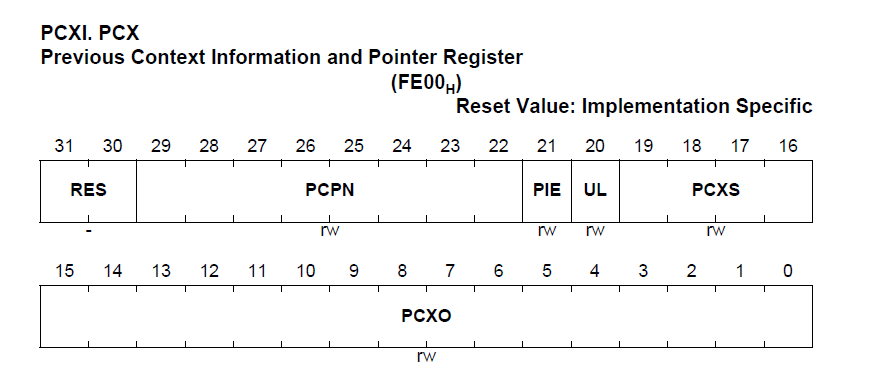 PCXI. PCX
Previous Context Information and Pointer Register
(FE00H)
Reset Value: Implementation Specific
31 30 29 28 27 26 25 24 23 22 21 20 19 18 17 16
RES PCPN PIE UL PCXS
- rw rw rw rw
15 14 13 12 11 10 9 8 7 6 5 4 3 2 1 0
PCXO
rw